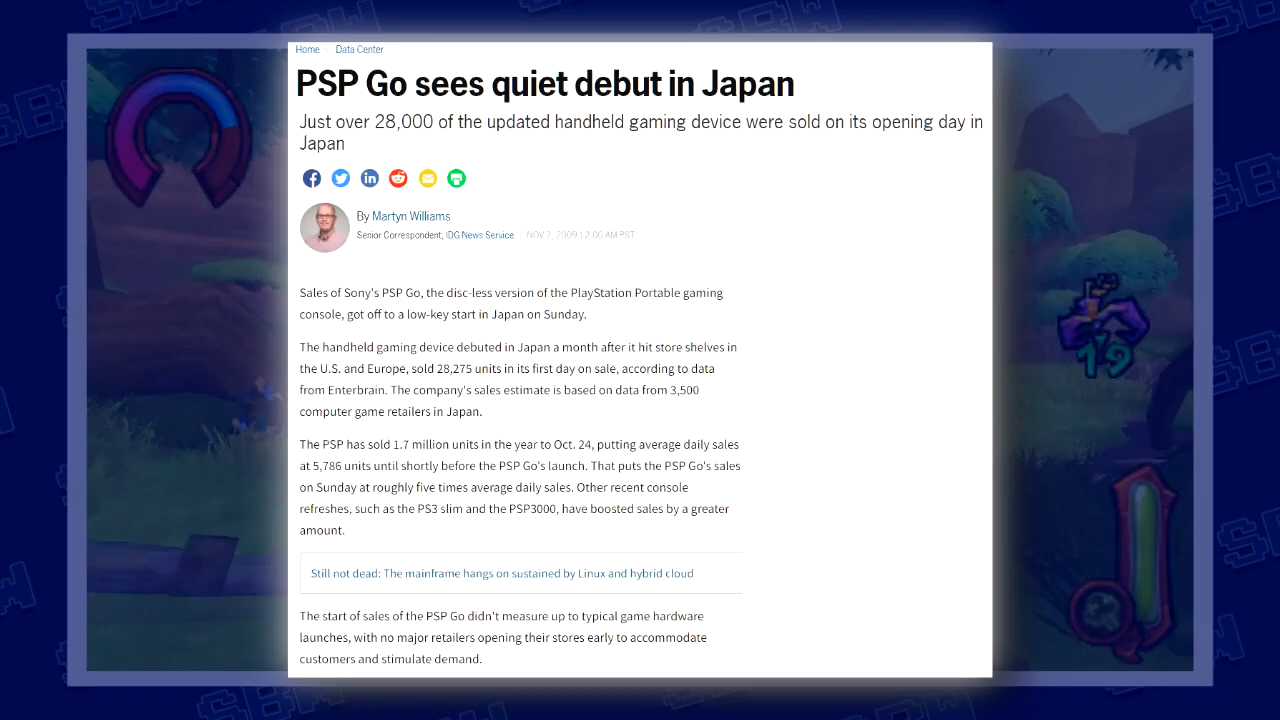 Home Data Center
PSP Go sees quiet debut in Japan
Just over 28,000 of the updated handheld gaming device were sold on its opening day in
Japan
By Martyn Williams
Senior Correspondent, IDG News Service NOV 2, 2009 12:00 AM PST
Sales of Sony's PSP Go, the disc-less version of the PlayStation Portable gaming
console, got off to a low-key start in Japan on Sunday.
The handheld gaming device debuted in Japan a month after it hit store shelves in
the U.S. and Europe, sold 28,275 units in its first day on sale, according to data
from Enterbrain. The company's sales estimate is based on data from 3,500
computer game retailers in Japan.
The PSP has sold 1.7 million units in the year to Oct. 24, putting average daily sales
at 5,786 units until shortly before the PSP Go's launch. That puts the PSP Go's sales
on Sunday at roughly five times average daily sales. Other recent console
refreshes, such as the PS3 slim and the PSP3000, have boosted sales by a greater
amount.
Still not dead: The mainframe hangs on sustained by Linux and hybrid cloud
The start of sales of the PSP Go didn't measure up to typical game hardware
launches, with no major retailers opening their stores early to accommodate
customers and stimulate demand.
19
SBW